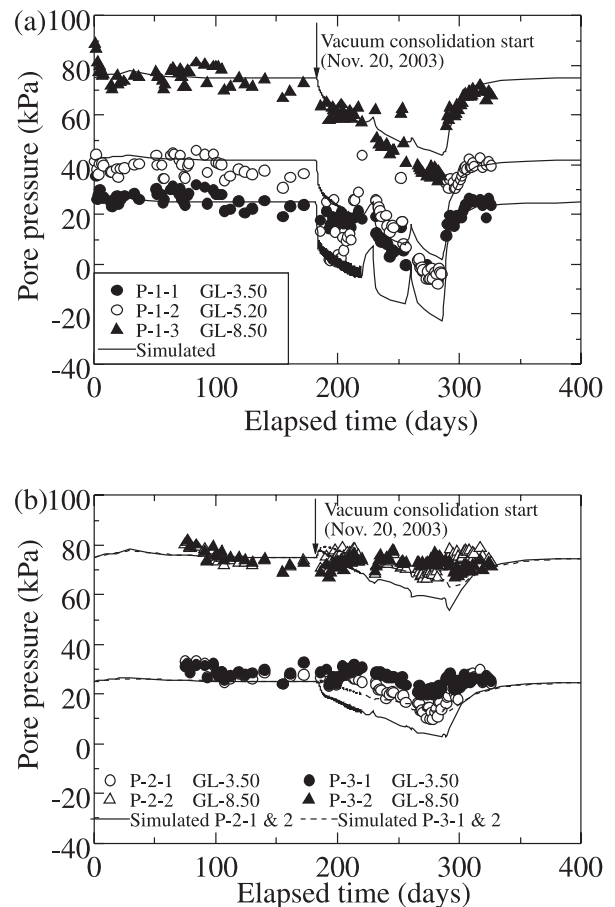 (a)
100
80
60
40
20
0
-20
-40
Pore pressure (kPa)
Vacuum consolidation start
(Nov. 20, 2003)
P-1-1 GL-3.50
P-1-2 GL-5.20
P-1-3 GL-8.50
Simulated
0 100 200 300 400
Elapsed time (days)
(b)
100
80
60
40
20
0
-20
-40
Pore pressure (kPa)
Vacuum consolidation start
(Nov. 20, 2003)
P-2-1 GL-3.50 P-3-1 GL-3.50
P-2-2 GL-8.50 P-3-2 GL-8.50
Simulated P-2-1 & 2 Simulated P-3-1 & 2
0 100 200 300 400
Elapsed time (days)